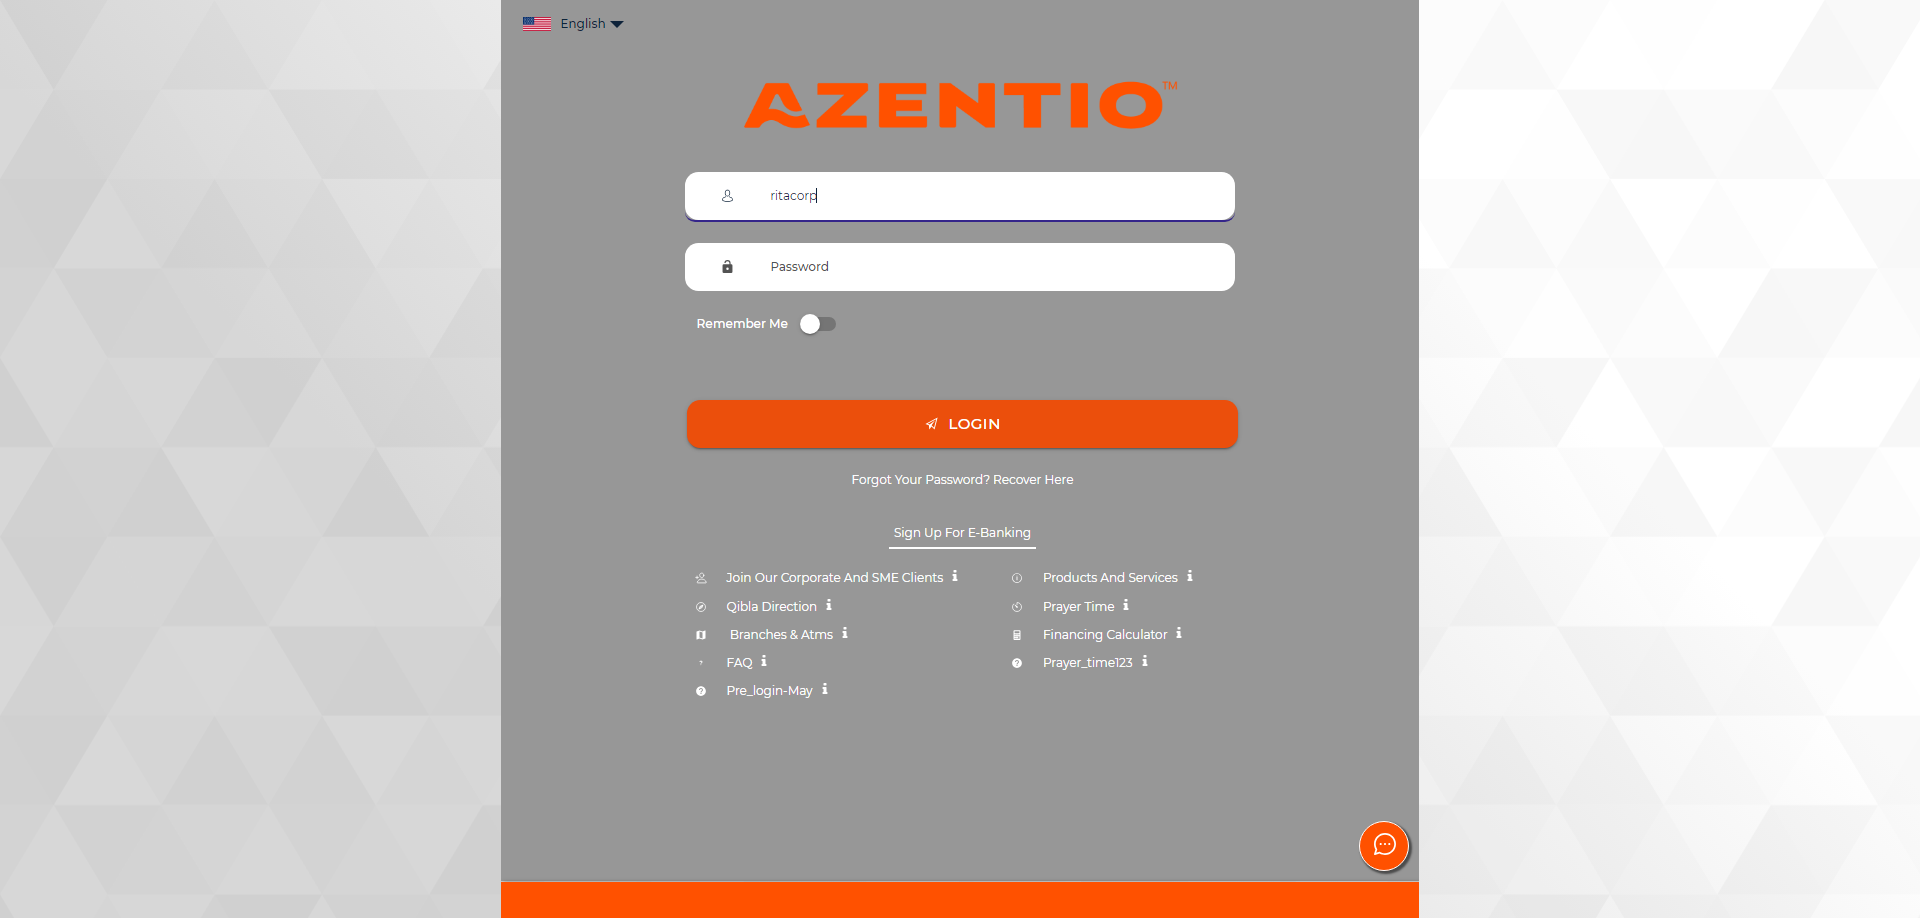 English
AZENTIO™
ritacorp
Password
Remember Me
LOGIN
Forgot Your Password? Recover Here
Sign Up For E-Banking
Join Our Corporate And SME Clients
Products And Services
Qibla Direction
Prayer Time
Branches & Atms
Financing Calculator
FAQ
Prayer_time123
Pre_login-May